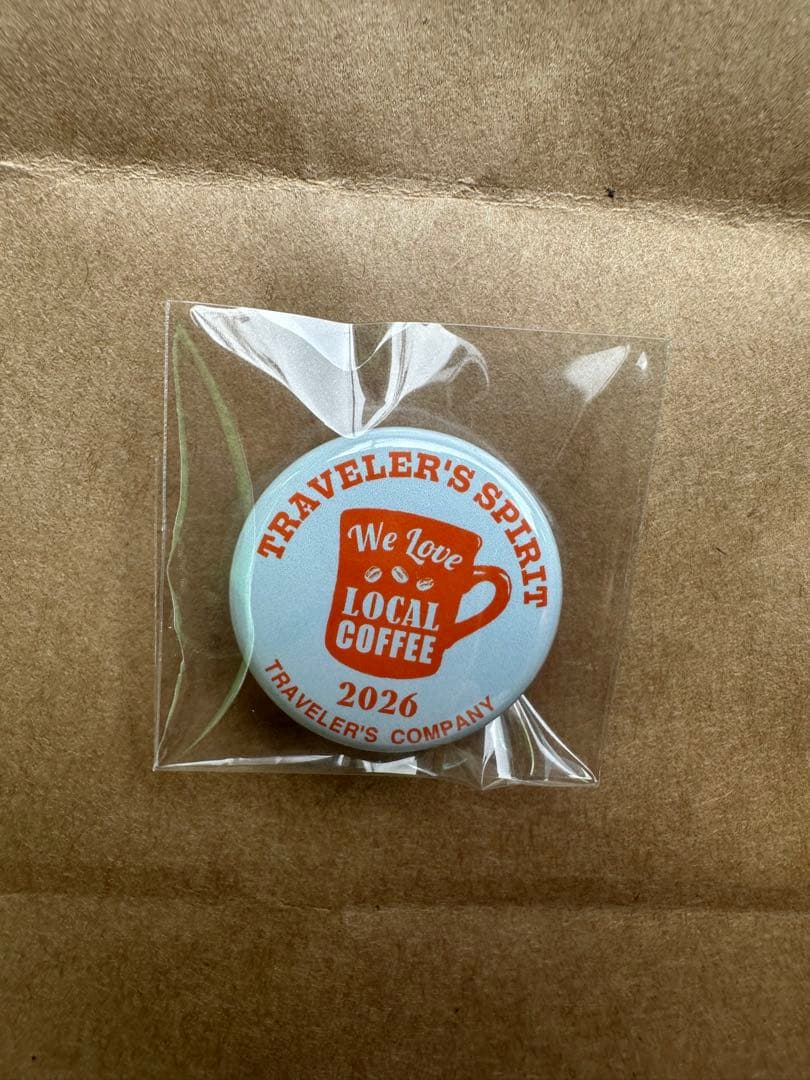 TRAVELER'S SPIRIT
We Love
LOCAL
COFFEE
2026
TRAVELER'S COMPANY